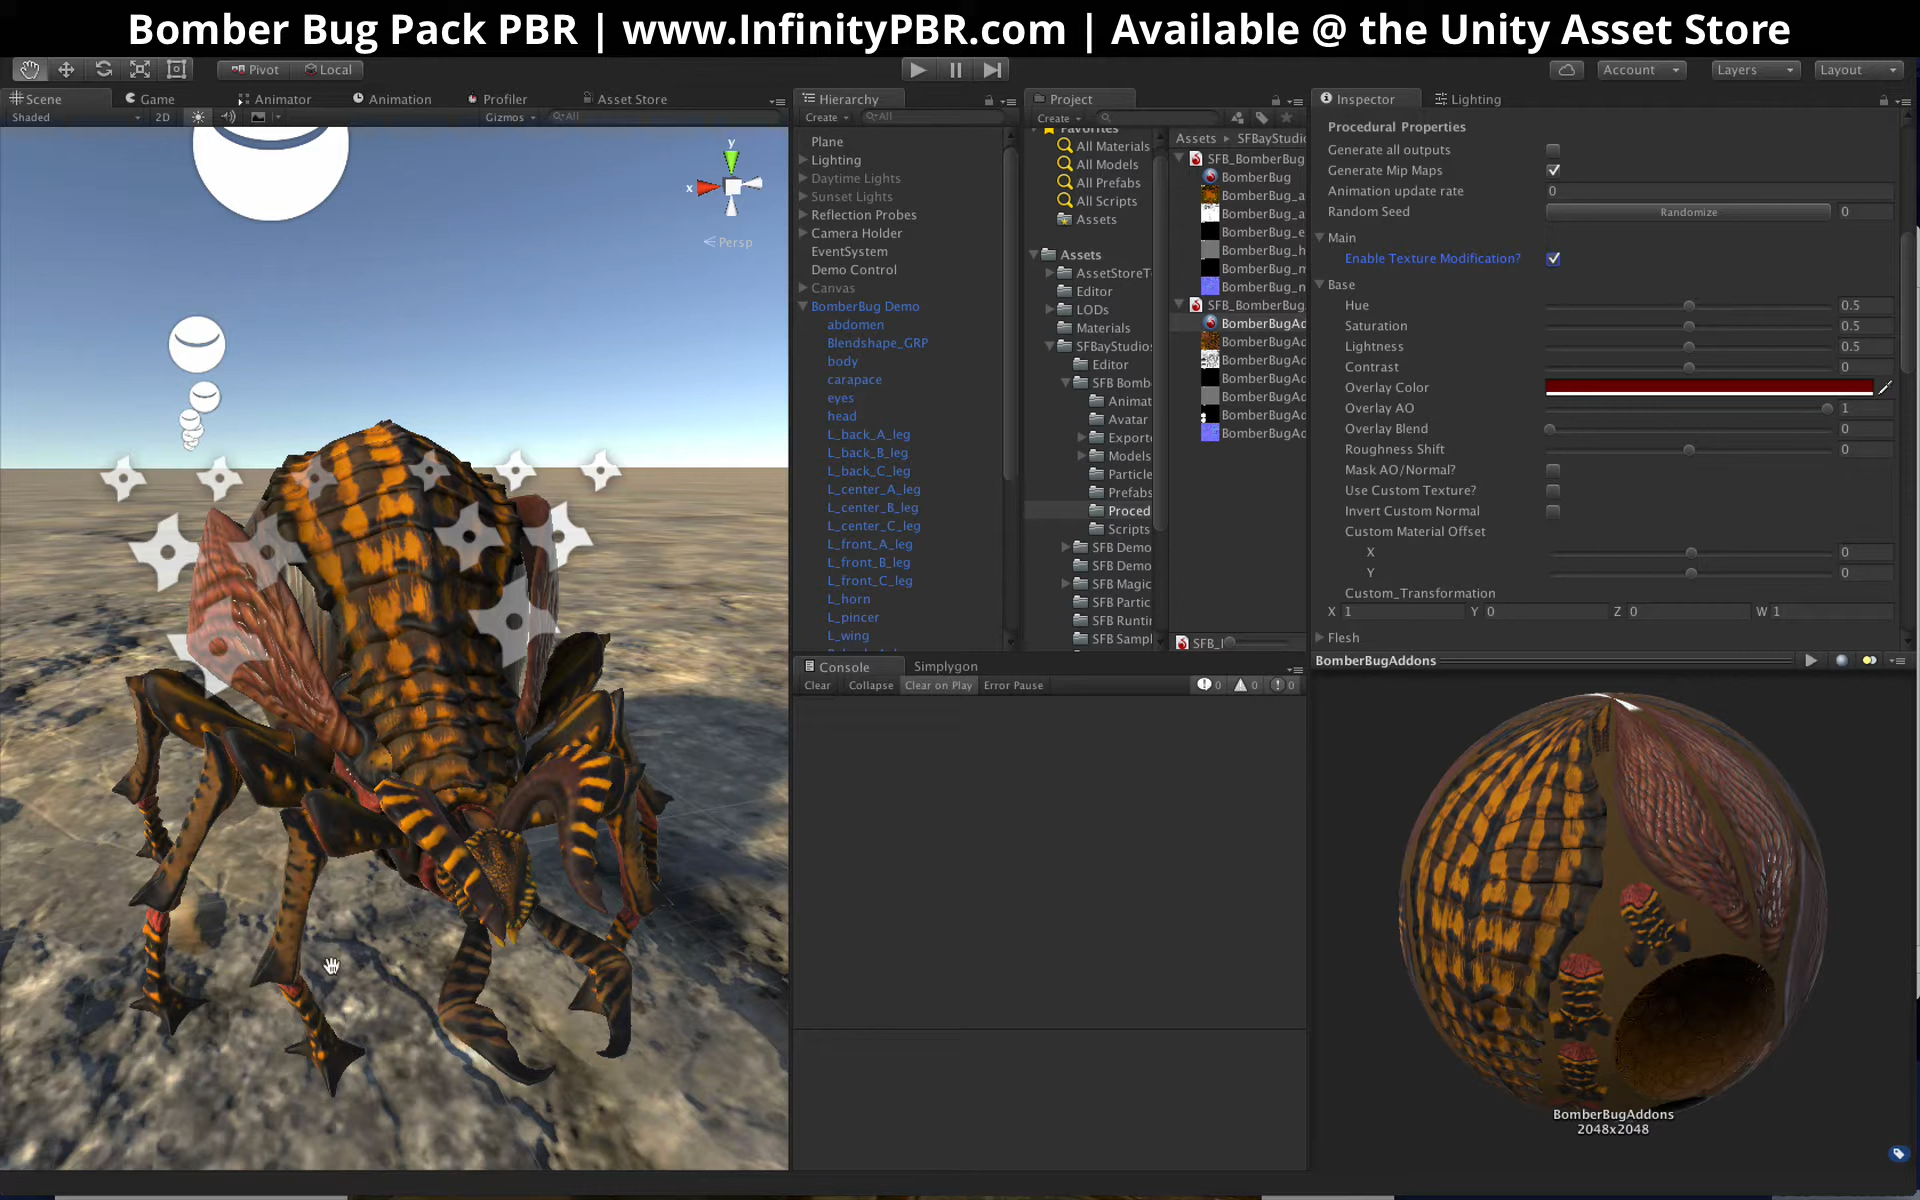 Bomber Bug Pack PBR | www.InfinityPBR.com | Available @ the Unity Asset Store
Pivot Local
Account Layers Layout
Scene Game Animator Animation Profiler Asset Store
Shaded 2D Gizmos All
y
x
Persp
Hierarchy
Create All
Plane
Lighting
Daytime Lights
Sunset Lights
Reflection Probes
Camera Holder
EventSystem
Demo Control
Canvas
BomberBug Demo
abdomen
Blendshape_GRP
body
carapace
eyes
head
L_back_A_leg
L_back_B_leg
L_back_C_leg
L_center_A_leg
L_center_B_leg
L_center_C_leg
L_front_A_leg
L_front_B_leg
L_front_C_leg
L_horn
L_pincer
L_wing
Project
Create
Favorites
All Materials
All Models
All Prefabs
All Scripts
Assets
Assets
AssetStoreT
Editor
LODs
Materials
SFBayStudios
Editor
SFB Bomb
Animat
Avatar
Export
Models
Particle
Prefabs
Proced
Scripts
SFB Demo
SFB Demo
SFB Magic
SFB Partic
SFB Runti
SFB Sampl
Assets SFBayStudio
SFB_BomberBug
BomberBug
BomberBug_a
BomberBug_a
BomberBug_e
BomberBug_h
BomberBug_m
BomberBug_n
SFB_BomberBug
BomberBugAd
BomberBugAd
BomberBugAd
BomberBugAd
BomberBugAd
BomberBugAd
BomberBugAd
Console Simplygon
Clear Collapse Clear on Play Error Pause 0 0 0
Inspector Lighting
Procedural Properties
Generate all outputs
Generate Mip Maps
Animation update rate 0
Random Seed Randomize 0
Main
Enable Texture Modification?
Base
Hue 0.5
Saturation 0.5
Lightness 0.5
Contrast 0
Overlay Color
Overlay AO 1
Overlay Blend 0
Roughness Shift 0
Mask AO/Normal?
Use Custom Texture?
Invert Custom Normal
Custom Material Offset
X 0
Y 0
Custom_Transformation
X 1 Y 0 Z 0 W 1
Flesh
BomberBugAddons
BomberBugAddons
2048x2048